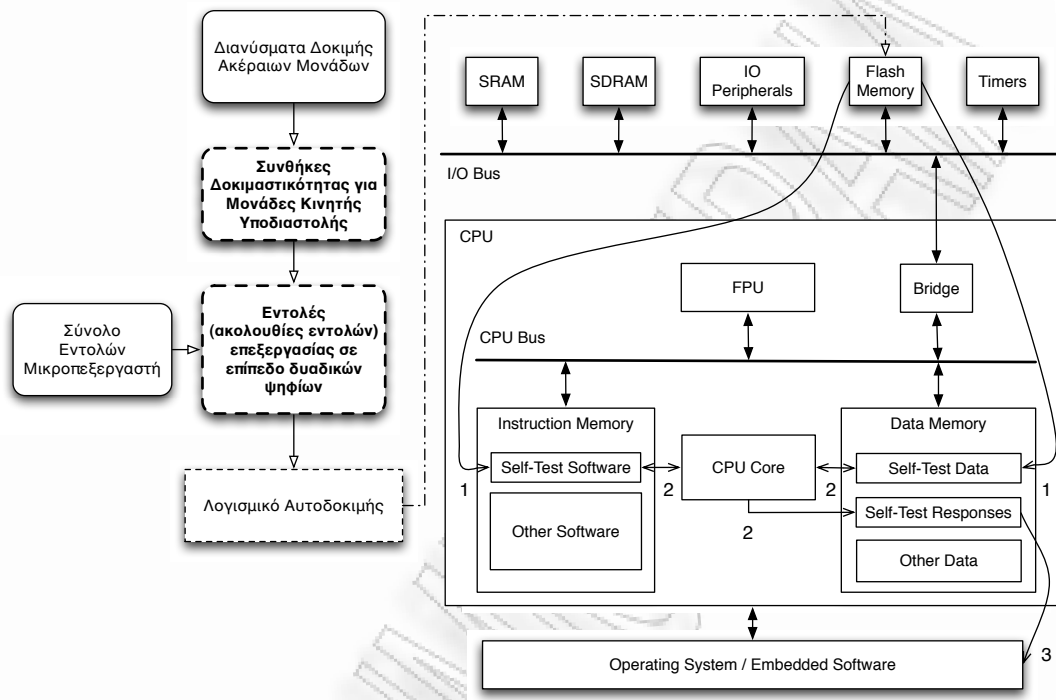 Διανύσματα Δοκιμής
Ακέραιων Μονάδων
Συνθήκες
Δοκιμαστικότητας για
Μονάδες Κινητής
Υποδιαστολής
Σύνολο
Εντολών
Μικροπεξεργαστή
Εντολές
(ακολουθίες εντολών)
επεξεργασίας σε
επίπεδο δυαδικών
ψηφίων
Λογισμικό Αυτοδοκιμής
SRAM
SDRAM
IO
Peripherals
Flash
Memory
Timers
I/O Bus
CPU
FPU
Bridge
CPU Bus
Instruction Memory
Self-Test Software
Other Software
CPU Core
Data Memory
Self-Test Data
Self-Test Responses
Other Data
1
2
2
1
2
Operating System / Embedded Software
3